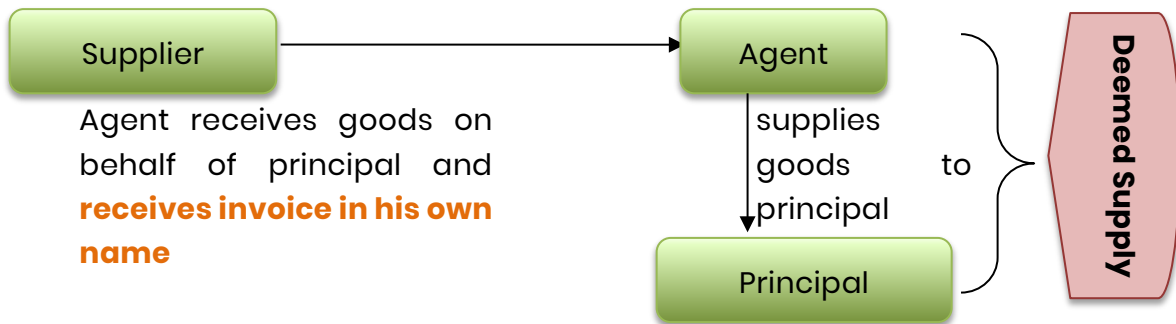 Supplier
Agent
Agent receives goods on
behalf of principal and
receives invoice in his own
name
supplies
goods to
principal
Principal
Deemed Supply